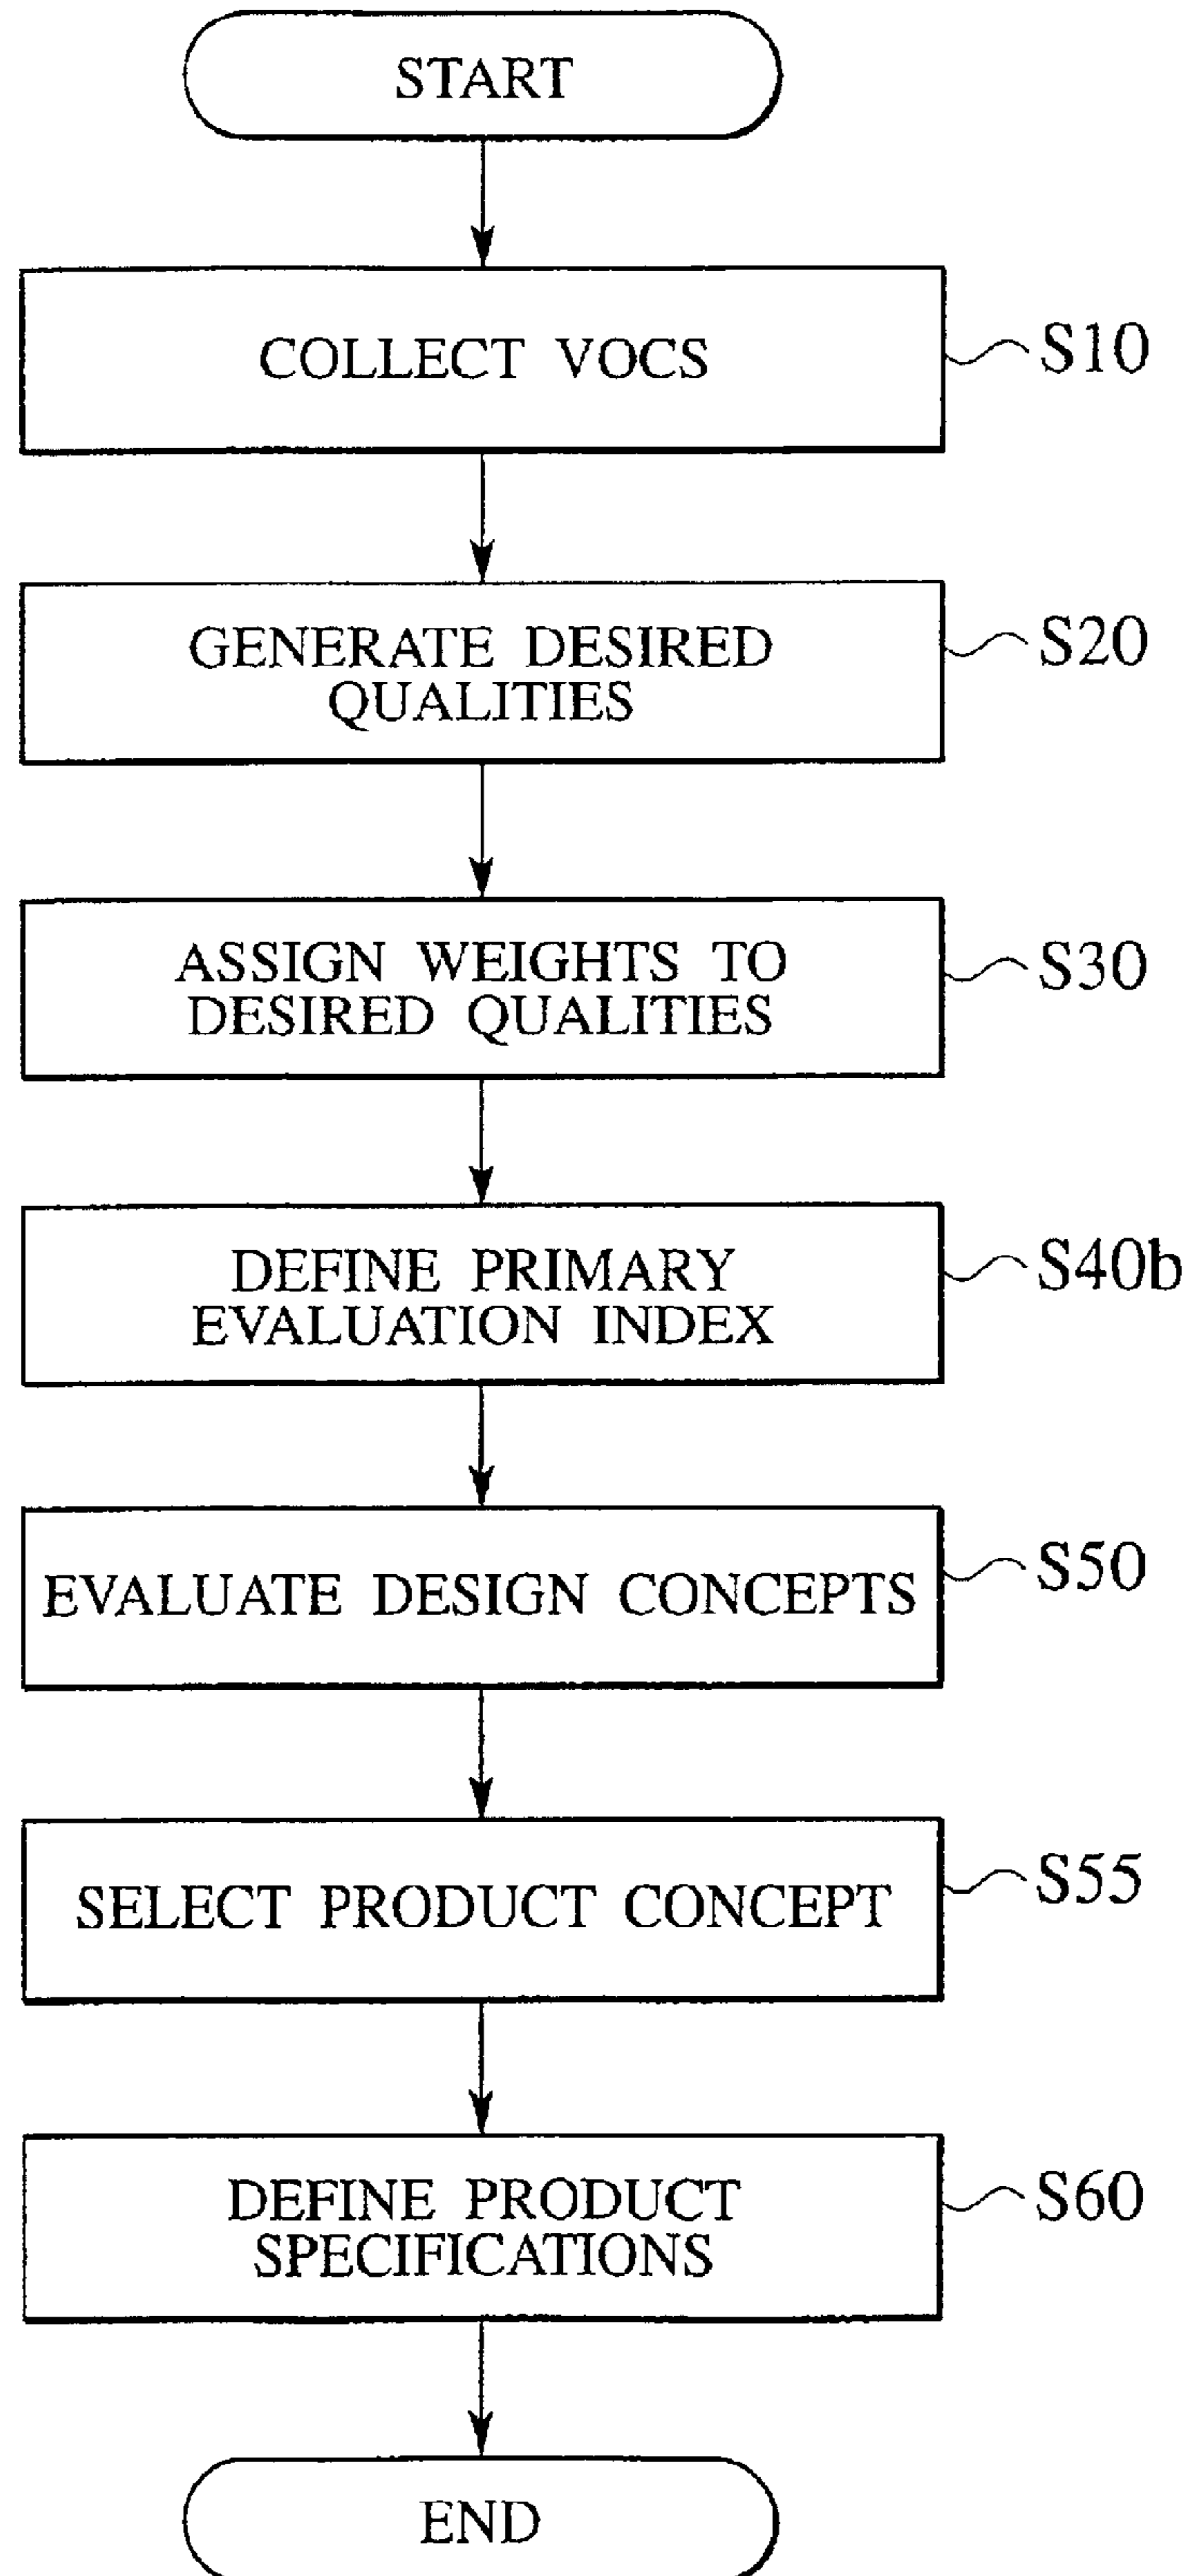 START
COLLECT VOCS
S10
GENERATE DESIRED
QUALITIES
S20
ASSIGN WEIGHTS TO
DESIRED QUALITIES
S30
DEFINE PRIMARY
EVALUATION INDEX
S40b
EVALUATE DESIGN CONCEPTS
S50
SELECT PRODUCT CONCEPT
S55
DEFINE PRODUCT
SPECIFICATIONS
S60
END